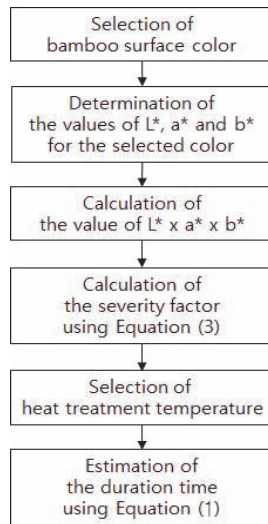 Selection of
bamboo surface color
Determination of
the values of L*, a* and b*
for the selected color
Calculation of
the value of L* x a* x b*
Calculation of
the severity factor
using Equation (3)
Selection of
heat treatment temperature
Estimation of
the duration time
using Equation (1)